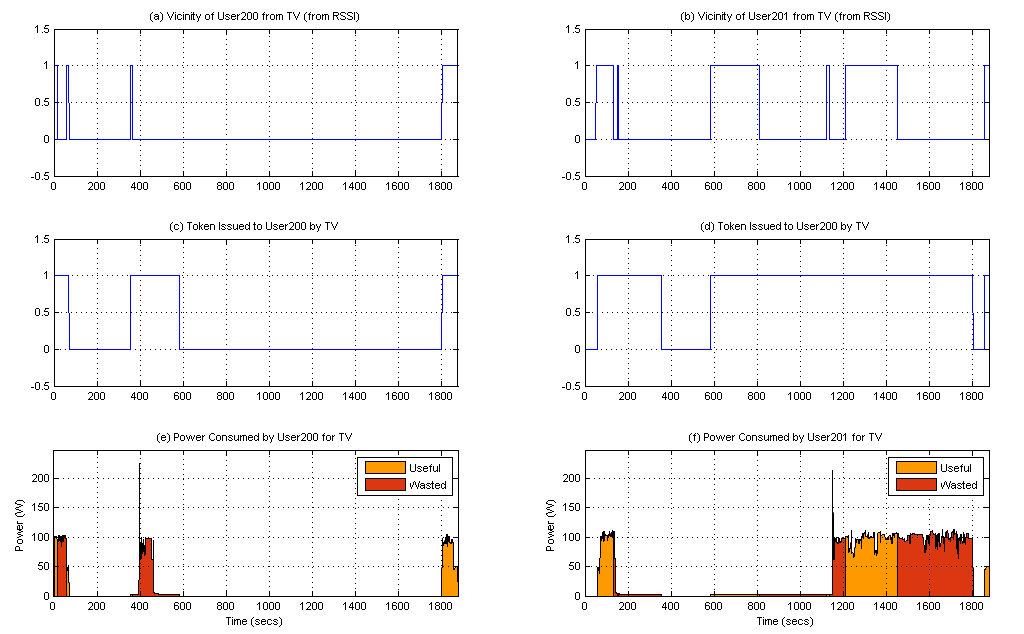 (a) Vicinity of User200 from TV (from RSSI)
1.5
1
0.5
0
-0.5
0 200 400 600 800 1000 1200 1400 1600 1800
(b) Vicinity of User201 from TV (from RSSI)
1.5
1
0.5
0
-0.5
0 200 400 600 800 1000 1200 1400 1600 1800
(c) Token Issued to User200 by TV
1.5
1
0.5
0
-0.5
0 200 400 600 800 1000 1200 1400 1600 1800
(d) Token Issued to User200 by TV
1.5
1
0.5
0
-0.5
0 200 400 600 800 1000 1200 1400 1600 1800
(e) Power Consumed by User200 for TV
Power (W)
200
150
100
50
0
Useful
Wasted
0 200 400 600 800 1000 1200 1400 1600 1800
Time (secs)
(f) Power Consumed by User201 for TV
Power (W)
200
150
100
50
0
Useful
Wasted
0 200 400 600 800 1000 1200 1400 1600 1800
Time (secs)